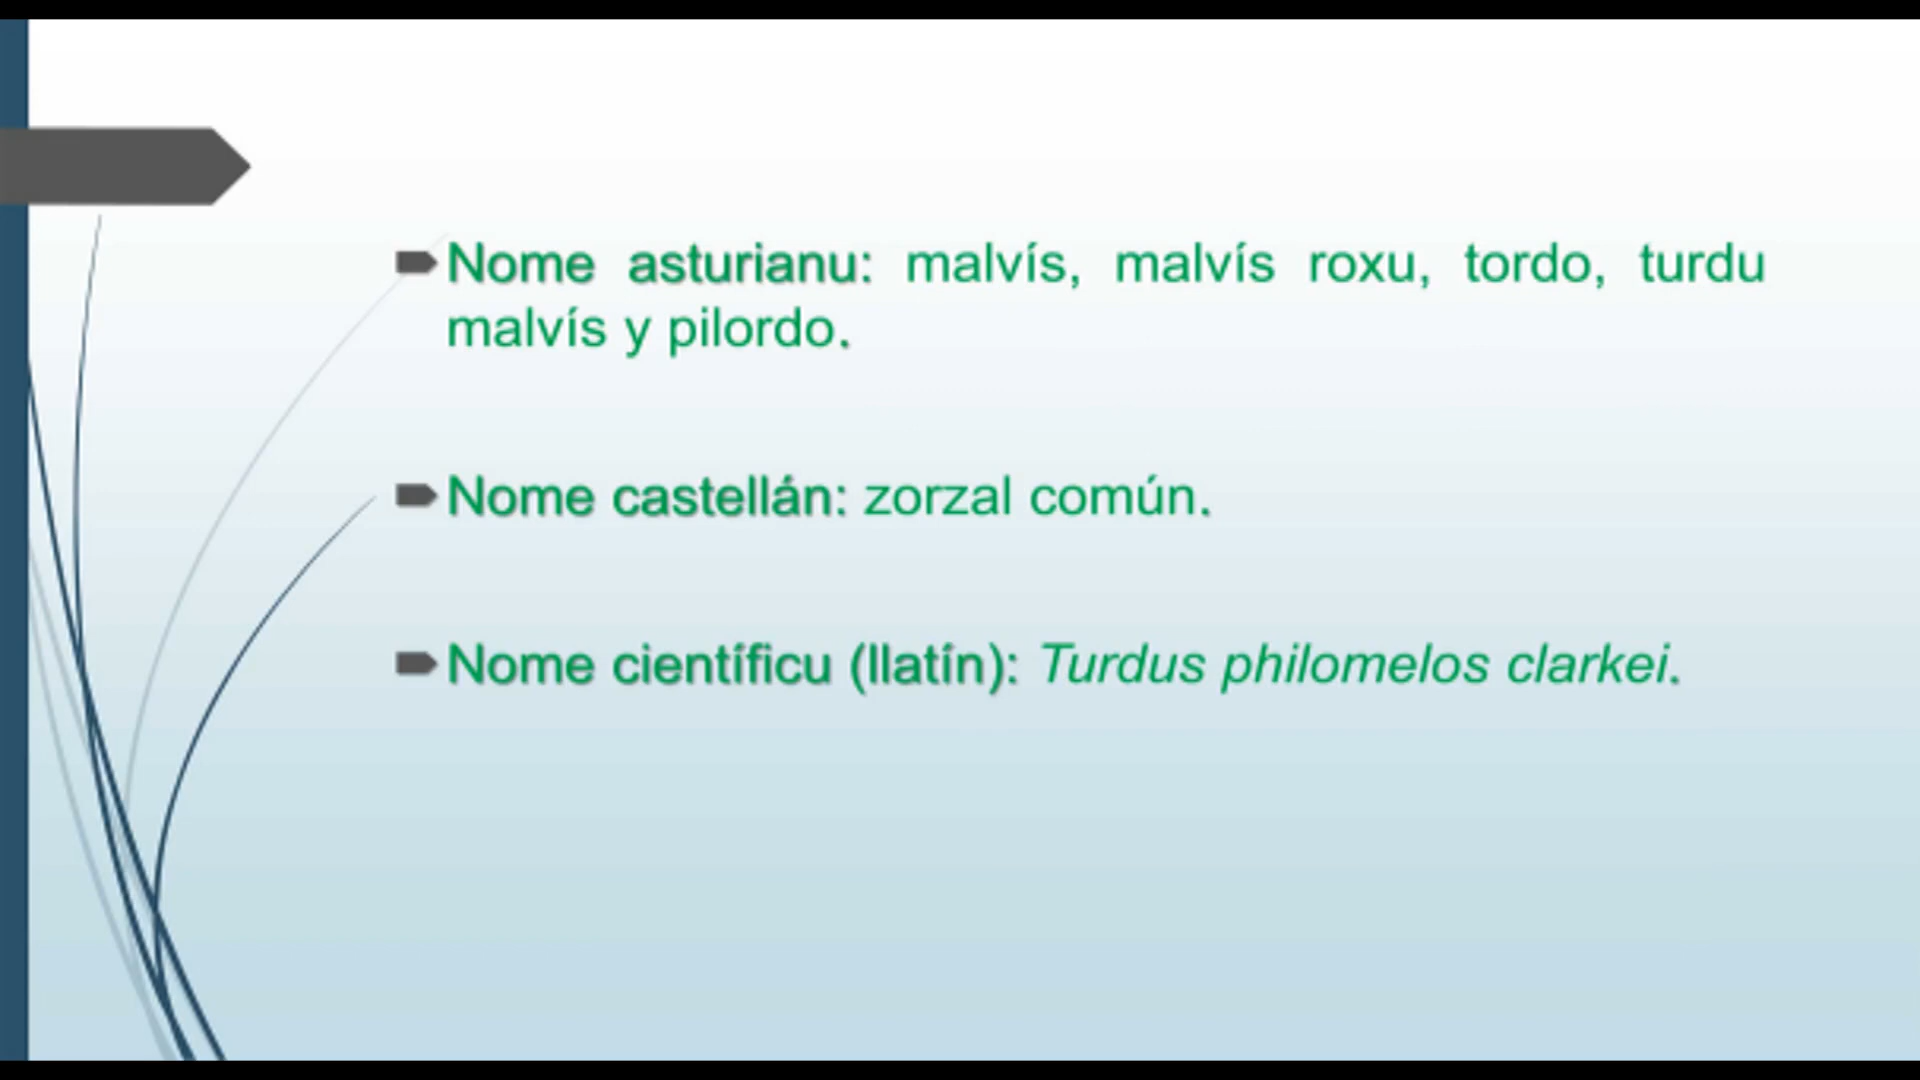 Nome asturianu: malvís, malvís roxu, tordo, turdu
malvís y pilordo.
Nome castellán: zorzal común.
Nome científicu (llatín): Turdus philomelos clarkei.